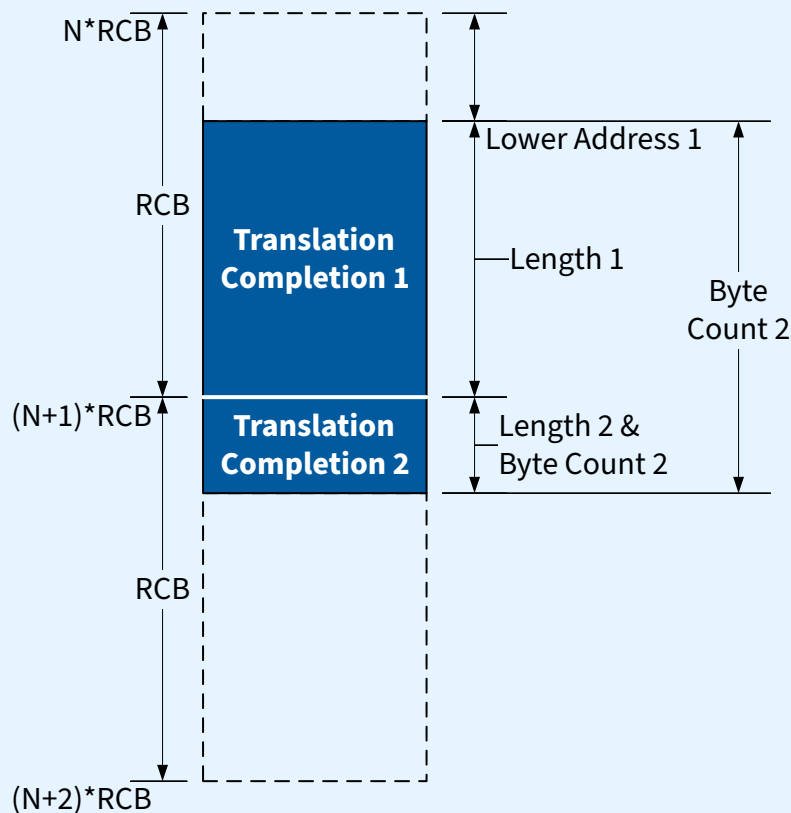 N*RCB
Lower Address 1
RCB
Translation
Completion 1
Length 1
Byte
Count 2
(N+1)*RCB
Translation
Completion 2
Length 2 &
Byte Count 2
RCB
(N+2)*RCB